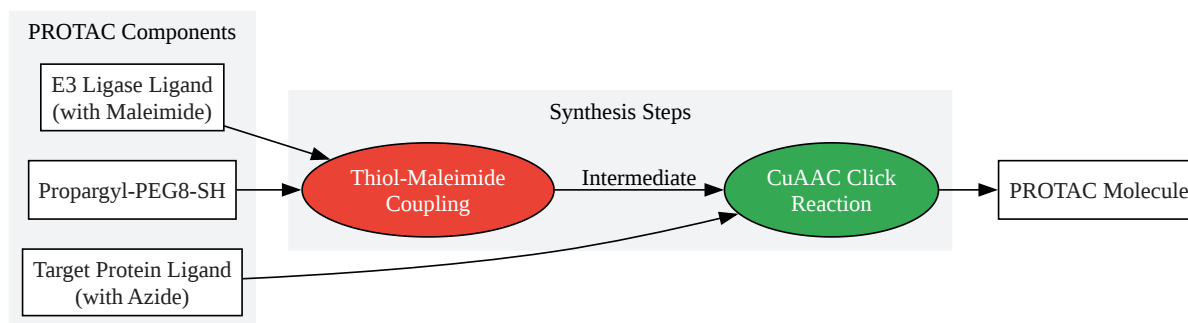 PROTAC Components
E3 Ligase Ligand
(with Maleimide)
Synthesis Steps
Propargyl-PEG8-SH
Thiol-Maleimide
Coupling
Intermediate
CuAAC Click
Reaction
PROTAC Molecule
Target Protein Ligand
(with Azide)